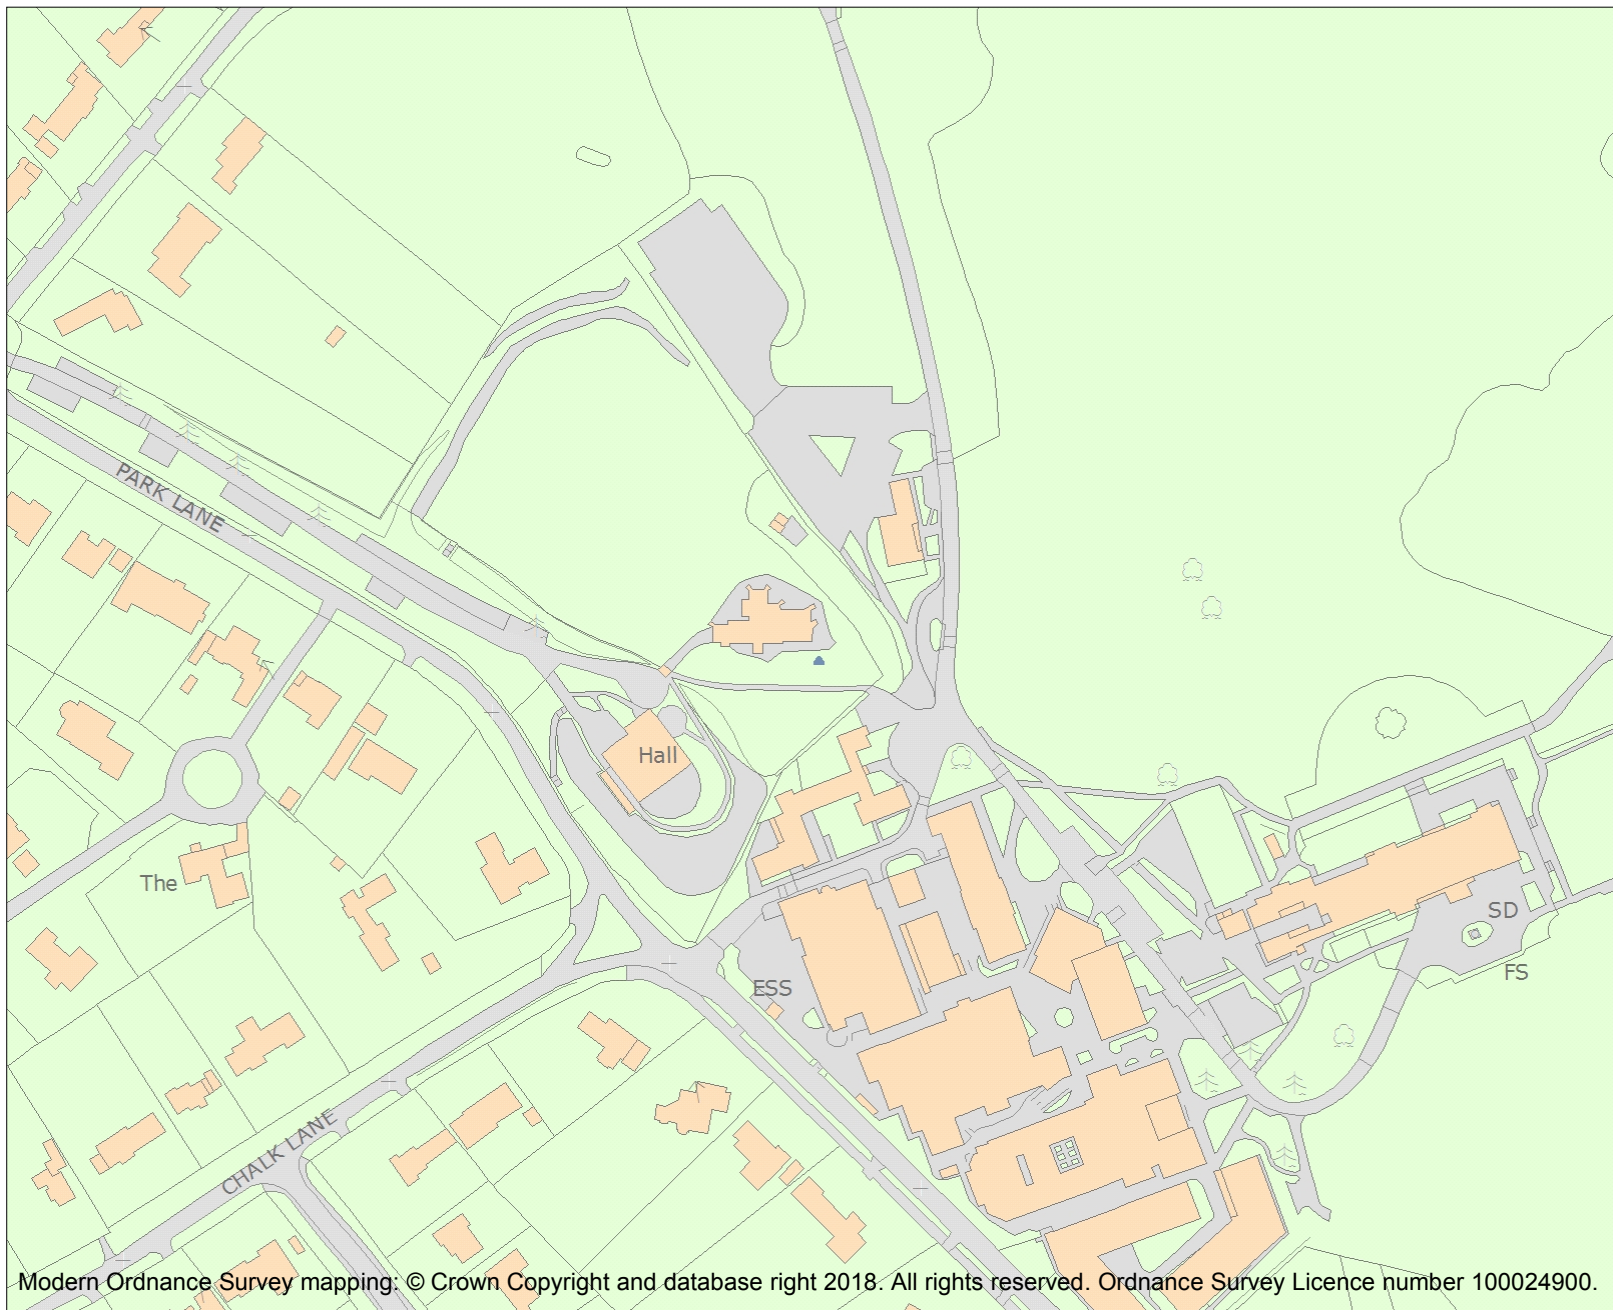 PARK LANE
Hall
The
SD
FS
ESS
CHALK LANE
Modern Ordnance Survey mapping: © Crown Copyright and database right 2018. All rights reserved. Ordnance Survey Licence number 100024900.